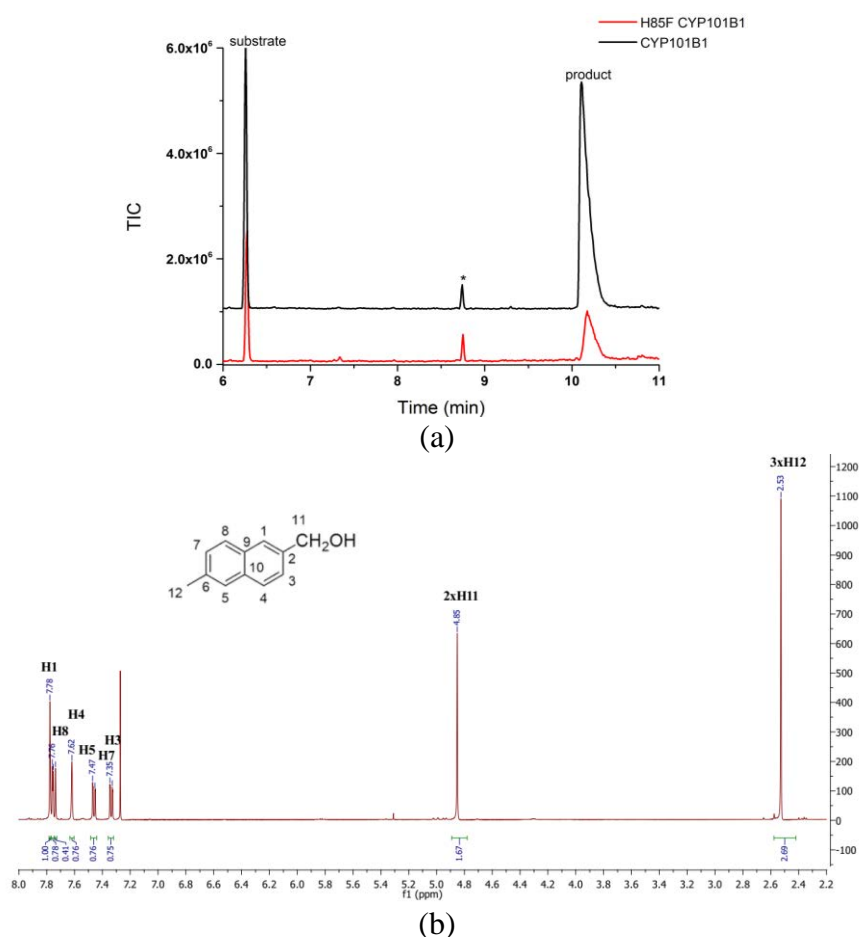 H85F CYP101B1
CYP101B1
substrate
product
*
6.0x10⁶
4.0x10⁶
2.0x10⁶
0.0
TIC
6 7 8 9 10 11
Time (min)
(a)
3xH12
2.53
1200
1100
1000
900
800
700
600
500
400
300
200
100
0
-100
11
8 1 CH₂OH
7 9 2
10
12 6 3
5 4
2xH11
4.85
H1
7.78
H8
7.76
H4
7.62
H5
7.47
H7
H3
7.35
1.00
0.78
0.41
0.76
0.76
0.75
1.67
2.69
8.0 7.8 7.6 7.4 7.2 7.0 6.8 6.6 6.4 6.2 6.0 5.8 5.6 5.4 5.2 5.0 4.8 4.6 4.4 4.2 4.0 3.8 3.6 3.4 3.2 3.0 2.8 2.6 2.4 2.2
f1 (ppm)
(b)